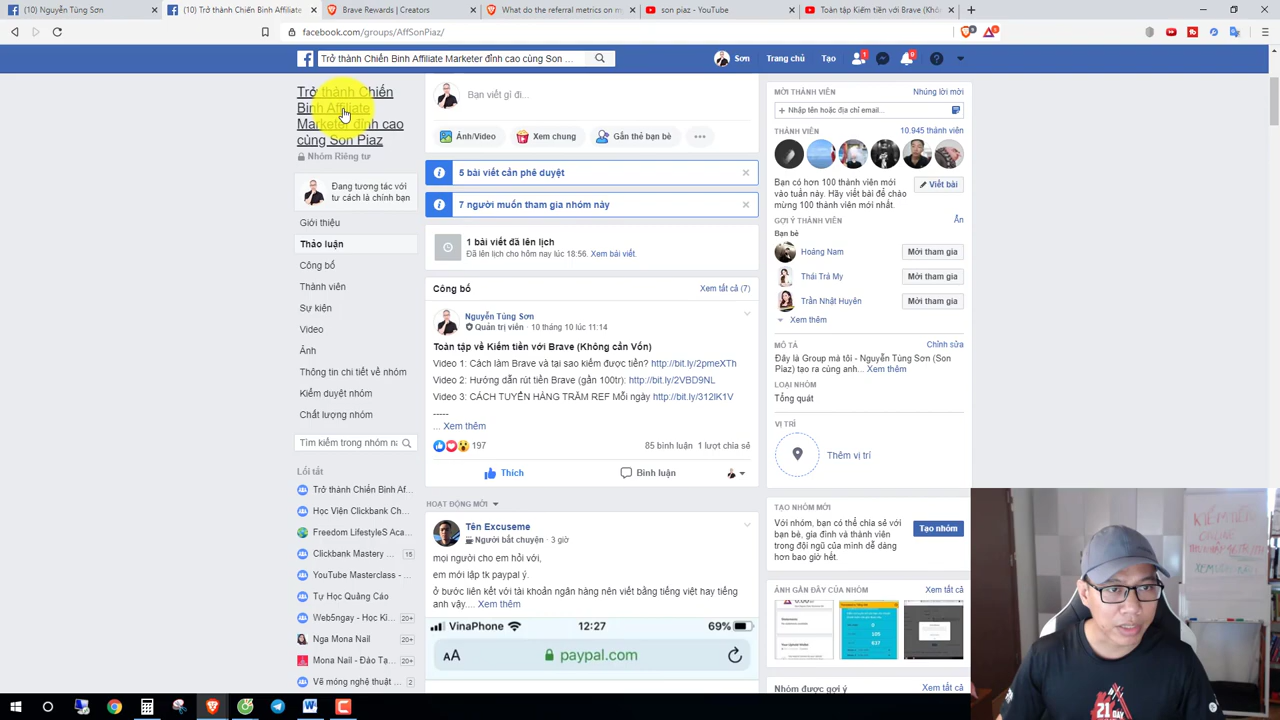 (10) Nguyễn Tùng Sơn
(10) Trở thành Chiến Binh Affiliate
Brave Rewards | Creators
What do the referral metrics on m
son piaz - YouTube
Toàn tập Kiếm tiền với Brave (Khô
facebook.com/groups/AffSonPiaz/
Trở thành Chiến Binh Affiliate Marketer đỉnh cao cùng Son ...
Sơn
Trang chủ
Tạo
1
9
Trở thành Chiến
Binh Affiliate
Marketer đỉnh cao
cùng Son Piaz
Nhóm Riêng tư
Đang tương tác với
tư cách là chính bạn
Giới thiệu
Thảo luận
Công bố
Thành viên
Sự kiện
Video
Ảnh
Thông tin chi tiết về nhóm
Kiểm duyệt nhóm
Chất lượng nhóm
Tìm kiếm trong nhóm nà
Lối tắt
Trở thành Chiến Binh Af...
Học Viên Clickbank Ch...
Freedom LifestyleS Aca...
Clickbank Mastery ... 15
YouTube Masterclass - ...
Tự Học Quảng Cáo
Web5ngay - Học Ki... 20+
Nga Mona Nail 20+
Mona Nail - Đào Tạ... 20+
Vẽ móng nghệ thuật ... 2
Bạn viết gì đi...
Ảnh/Video
Xem chung
Gắn thẻ bạn bè
5 bài viết cần phê duyệt
7 người muốn tham gia nhóm này
1 bài viết đã lên lịch
Đã lên lịch cho hôm nay lúc 18:56. Xem bài viết.
Công bố
Xem tất cả (7)
Nguyễn Tùng Sơn
Quản trị viên · 10 tháng 10 lúc 11:14
Toàn tập về Kiếm tiền với Brave (Không cần Vốn)
Video 1: Cách làm Brave và tại sao kiếm được tiền? http://bit.ly/2pmeXTh
Video 2: Hướng dẫn rút tiền Brave (gần 100tr): http://bit.ly/2VBD9NL
Video 3: CÁCH TUYỂN HÀNG TRĂM REF Mỗi ngày http://bit.ly/312IK1V
-----
... Xem thêm
197
85 bình luận 1 lượt chia sẻ
Thích
Bình luận
HOẠT ĐỘNG MỚI
Tên Excuseme
Người bắt chuyện · 3 giờ
mọi người cho em hỏi với,
em mới lập tk paypal ý.
ở bước liên kết với tài khoản ngân hàng nên viết bằng tiếng việt hay tiếng
anh vậy.... Xem thêm
VinaPhone
12:27
69%
AA
paypal.com
MỜI THÀNH VIÊN
Nhúng lời mời
+ Nhập tên hoặc địa chỉ email...
THÀNH VIÊN
10.945 thành viên
Bạn có hơn 100 thành viên mới
vào tuần này. Hãy viết bài để chào
mừng 100 thành viên mới nhất.
Viết bài
GỢI Ý THÀNH VIÊN
Ẩn
Bạn bè
Hoàng Nam
Mời tham gia
Thái Trà My
Mời tham gia
Trần Nhật Huyên
Mời tham gia
Xem thêm
MÔ TẢ
Chỉnh sửa
Đây là Group mà tôi - Nguyễn Tùng Sơn (Son
Piaz) tạo ra cùng anh... Xem thêm
LOẠI NHÓM
Tổng quát
VỊ TRÍ
Thêm vị trí
TẠO NHÓM MỚI
Với nhóm, bạn có thể chia sẻ với
bạn bè, gia đình và thành viên
trong đội ngũ của mình dễ dàng
hơn bao giờ hết.
Tạo nhóm
ẢNH GẦN ĐÂY CỦA NHÓM
Xem tất cả
Nhóm được gợi ý
Xem tất cả
KIẾM TIỀN
21
DAY